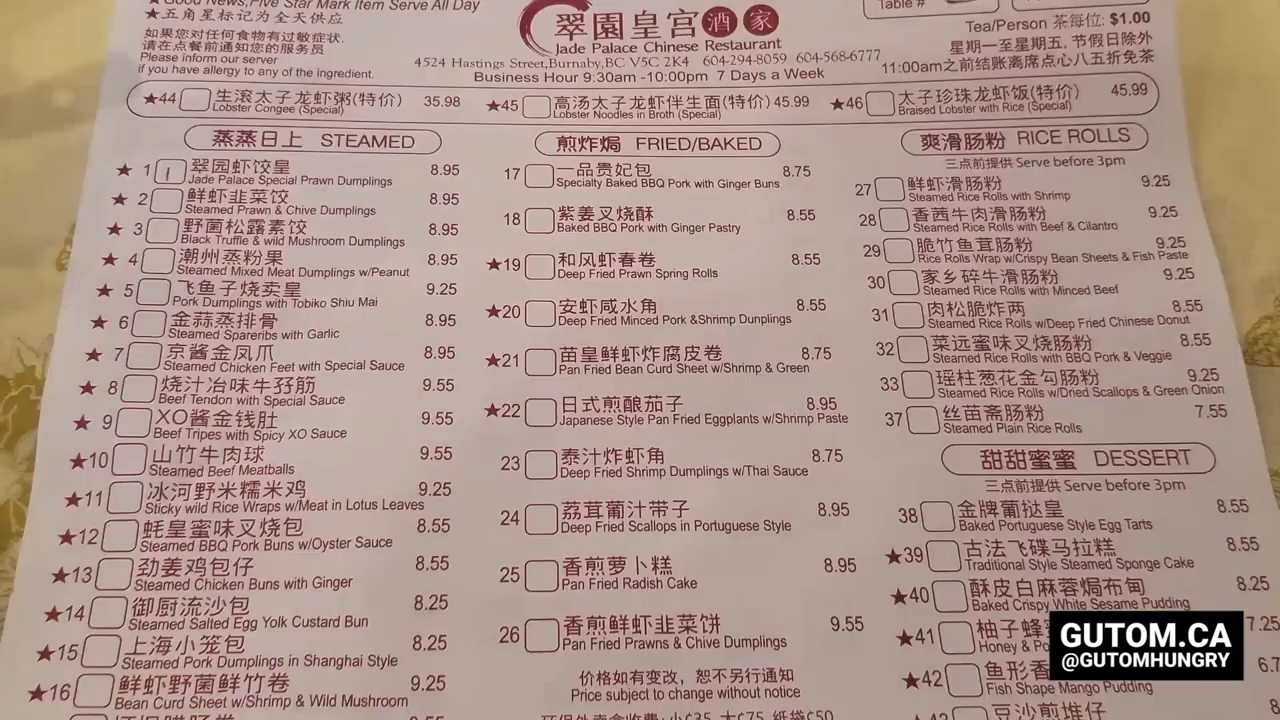 ★Good News,Five Star Mark Item Serve All Day
★五角星标记为全天供应
如果您对任何食物有过敏症状.
请在点餐前通知您的服务员
Please inform our server
if you have allergy to any of the ingredient.
翠園皇宮酒家
Jade Palace Chinese Restaurant
4524 Hastings Street,Burnaby,BC V5C 2K4 604-294-8059 604-568-6777
Business Hour 9:30am -10:00pm 7 Days a Week
Table #
Tea/Person 茶每位: $1.00
星期一至星期五, 节假日除外
11:00am之前结账离席点心八五折免茶
★44 生滚太子龙虾粥(特价) 35.98
Lobster Congee (Special)
★45 高汤太子龙虾伴生面(特价) 45.99
Lobster Noodles in Broth (Special)
★46 太子珍珠龙虾饭(特价) 45.99
Braised Lobster with Rice (Special)
蒸蒸日上 STEAMED
★ 1 翠园虾饺皇 8.95
Jade Palace Special Prawn Dumplings
★ 2 鲜虾韭菜饺 8.95
Steamed Prawn & Chive Dumplings
★ 3 野菌松露素饺 8.95
Black Truffle & wild Mushroom Dumplings
★ 4 潮州蒸粉果 8.95
Steamed Mixed Meat Dumplings w/Peanut
★ 5 飞鱼子烧卖皇 9.25
Pork Dumplings with Tobiko Shiu Mai
★ 6 金蒜蒸排骨 8.95
Steamed Spareribs with Garlic
★ 7 京酱金凤爪 8.95
Steamed Chicken Feet with Special Sauce
★ 8 烧汁冶味牛孖筋 9.55
Beef Tendon with Special Sauce
★ 9 XO酱金钱肚 9.55
Beef Tripes with Spicy XO Sauce
★10 山竹牛肉球 9.55
Steamed Beef Meatballs
★11 冰河野米糯米鸡 9.25
Sticky wild Rice Wraps w/Meat in Lotus Leaves
★12 蚝皇蜜味叉烧包 8.55
Steamed BBQ Pork Buns w/Oyster Sauce
★13 劲姜鸡包仔 8.55
Steamed Chicken Buns with Ginger
★14 御厨流沙包 8.25
Steamed Salted Egg Yolk Custard Bun
★15 上海小笼包 8.25
Steamed Pork Dumplings in Shanghai Style
★16 鲜虾野菌鲜竹卷 9.25
Bean Curd Sheet w/Shrimp & Wild Mushroom
煎炸焗 FRIED/BAKED
17 一品贵妃包 8.75
Specialty Baked BBQ Pork with Ginger Buns
18 紫姜叉烧酥 8.55
Baked BBQ Pork with Ginger Pastry
★19 和风虾春卷 8.55
Deep Fried Prawn Spring Rolls
★20 安虾咸水角 8.55
Deep Fried Minced Pork &Shrimp Dunplings
★21 苗皇鲜虾炸腐皮卷 8.75
Pan Fried Bean Curd Sheet w/Shrimp & Green
★22 日式煎酿茄子 8.95
Japanese Style Pan Fried Eggplants w/Shrimp Paste
23 泰汁炸虾角 8.75
Deep Fried Shrimp Dumplings w/Thai Sauce
24 荔茸葡汁带子 8.95
Deep Fried Scallops in Portuguese Style
25 香煎萝卜糕 8.95
Pan Fried Radish Cake
26 香煎鲜虾韭菜饼 9.55
Pan Fried Prawns & Chive Dumplings
价格如有变改，恕不另行通知
Price subject to change without notice
爽滑肠粉 RICE ROLLS
三点前提供 Serve before 3pm
27 鲜虾滑肠粉 9.25
Steamed Rice Rolls with Shrimp
28 香茜牛肉滑肠粉 9.25
Steamed Rice Rolls with Beef & Cilantro
29 脆竹鱼茸肠粉 9.25
Rice Rolls Wrap w/Crispy Bean Sheets & Fish Paste
30 家乡碎牛滑肠粉 9.25
Steamed Rice Rolls with Minced Beef
31 肉松脆炸两 8.55
Steamed Rice Rolls w/Deep Fried Chinese Donut
32 菜远蜜味叉烧肠粉 8.55
Steamed Rice Rolls with BBQ Pork & Veggie
33 瑶柱葱花金勾肠粉 9.25
Steamed Rice Rolls w/Dried Scallops & Green Onion
37 丝苗斋肠粉 7.55
Steamed Plain Rice Rolls
甜甜蜜蜜 DESSERT
三点前提供 Serve before 3pm
38 金牌葡挞皇 8.55
Baked Portuguese Style Egg Tarts
★39 古法飞碟马拉糕 8.55
Traditional Style Steamed Sponge Cake
★40 酥皮白麻蓉焗布甸 8.25
Baked Crispy White Sesame Pudding
★41 柚子蜂 7.25
Honey &
★42 鱼形香 6.7
Fish Shape Mango Pudding
豆沙煎堆仔
GUTOM.CA
@GUTOMHUNGRY